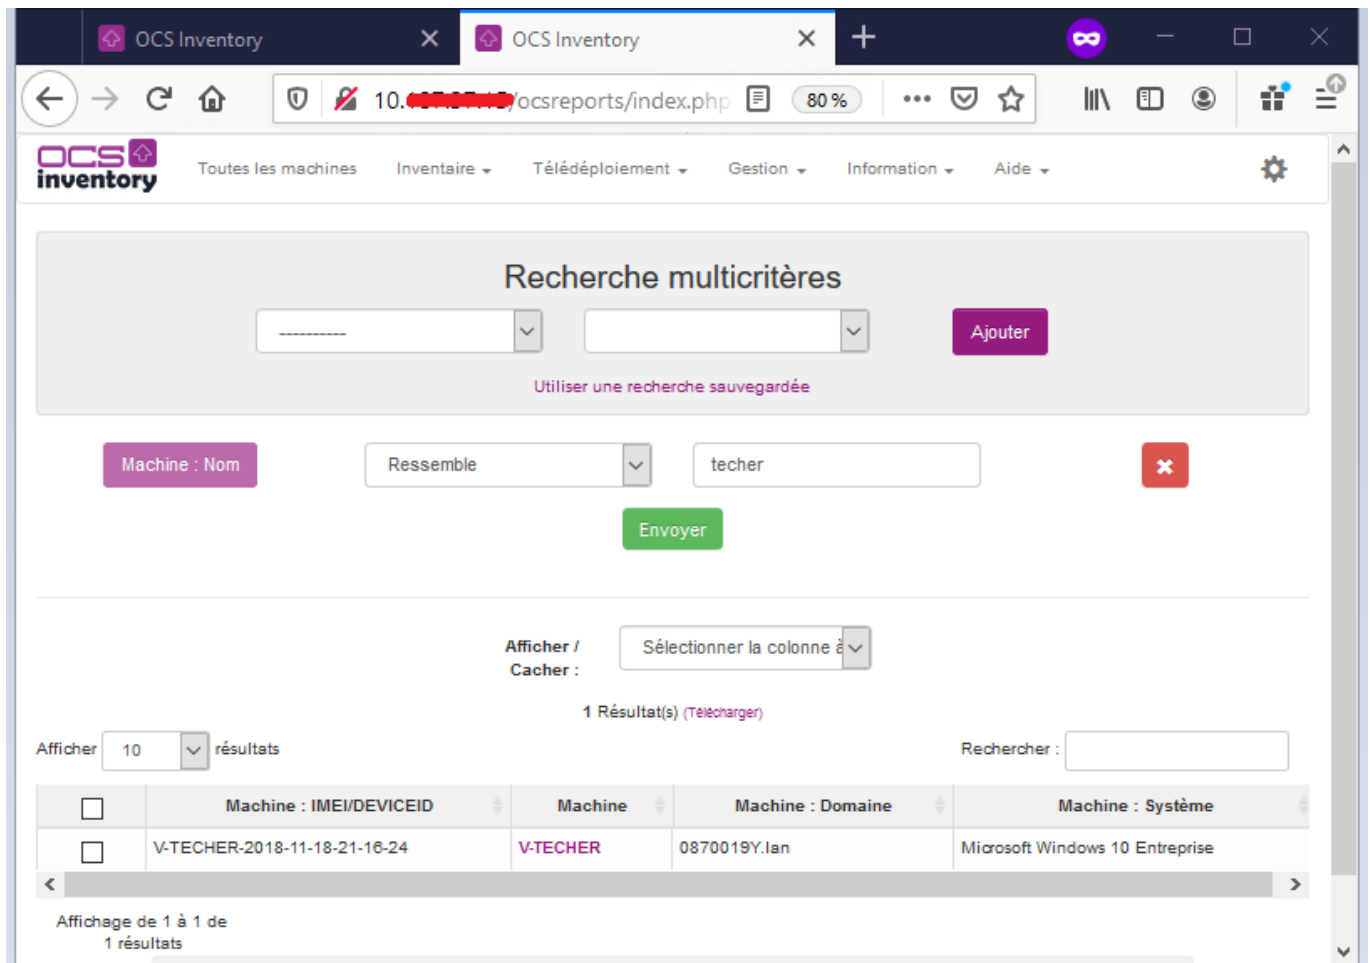 OCS Inventory
OCS Inventory
10. /ocsreports/index.php
80 %
OCS
inventory
Toutes les machines
Inventaire
Télédéploiement
Gestion
Information
Aide
Recherche multicritères
----------
Ajouter
Utiliser une recherche sauvegardée
Machine : Nom
Ressemble
techer
Envoyer
Afficher /
Cacher :
Sélectionner la colonne à
1 Résultat(s) (Télécharger)
Afficher 10 résultats
Rechercher :
Machine : IMEI/DEVICEID
Machine
Machine : Domaine
Machine : Système
V-TECHER-2018-11-18-21-16-24
V-TECHER
0870019Y.lan
Microsoft Windows 10 Entreprise
Affichage de 1 à 1 de
1 résultats